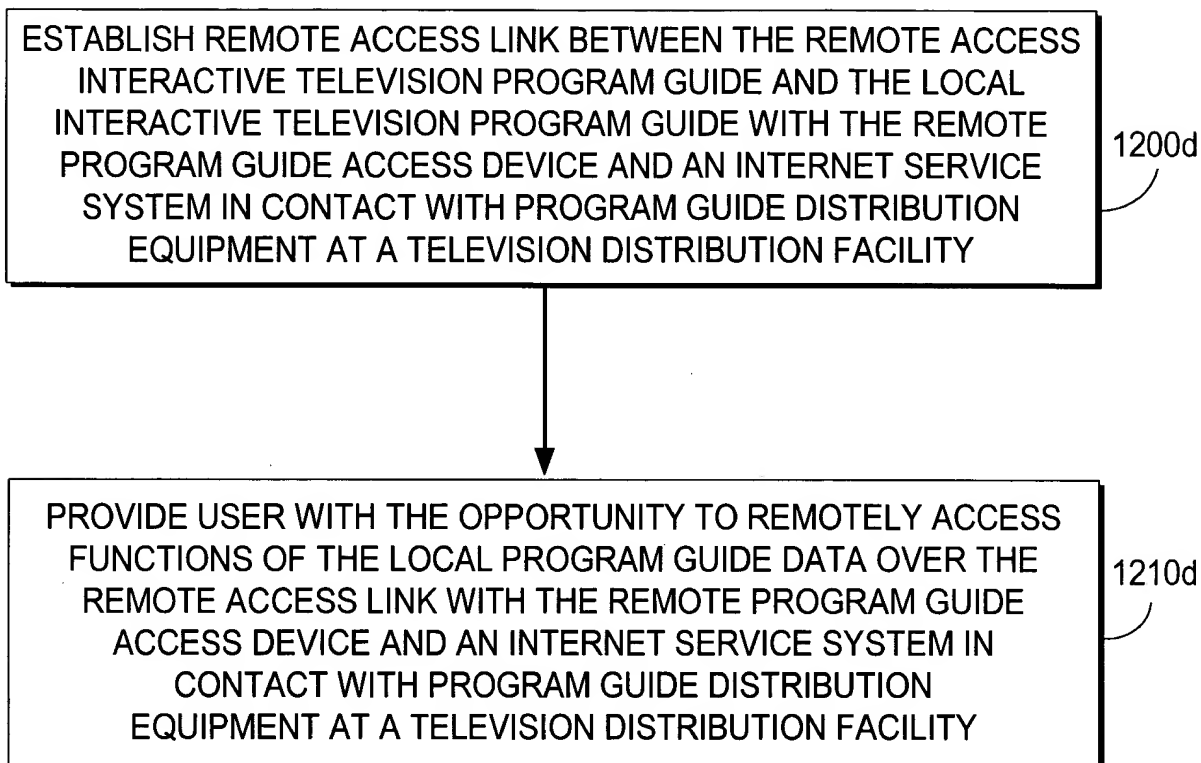 ESTABLISH REMOTE ACCESS LINK BETWEEN THE REMOTE ACCESS
INTERACTIVE TELEVISION PROGRAM GUIDE AND THE LOCAL
INTERACTIVE TELEVISION PROGRAM GUIDE WITH THE REMOTE
PROGRAM GUIDE ACCESS DEVICE AND AN INTERNET SERVICE
SYSTEM IN CONTACT WITH PROGRAM GUIDE DISTRIBUTION
EQUIPMENT AT A TELEVISION DISTRIBUTION FACILITY
1200d
PROVIDE USER WITH THE OPPORTUNITY TO REMOTELY ACCESS
FUNCTIONS OF THE LOCAL PROGRAM GUIDE DATA OVER THE
REMOTE ACCESS LINK WITH THE REMOTE PROGRAM GUIDE
ACCESS DEVICE AND AN INTERNET SERVICE SYSTEM IN
CONTACT WITH PROGRAM GUIDE DISTRIBUTION
EQUIPMENT AT A TELEVISION DISTRIBUTION FACILITY
1210d